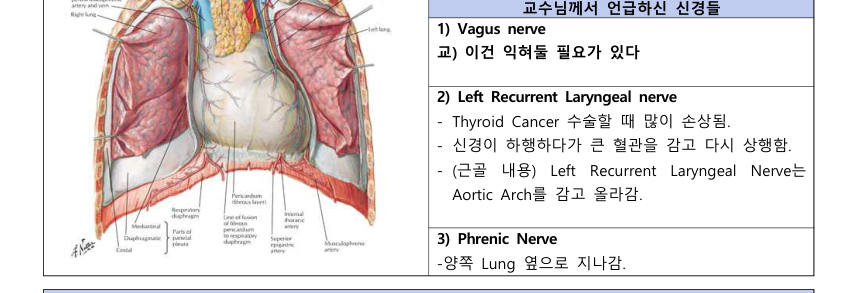 artery and vein
Right lung
Left lung
Pericardium
(fibrous layer)
Respiratory
diaphragm
Mediastinal
Diaphragmatic
Costal
Parts of
parietal
pleura
Line of fusion
of fibrous
pericardium
to respiratory
diaphragm
Internal
thoracic
artery
Superior
epigastric
artery
Musculophrenic
artery
교수님께서 언급하신 신경들
1) Vagus nerve
교) 이건 익혀둘 필요가 있다
2) Left Recurrent Laryngeal nerve
- Thyroid Cancer 수술할 때 많이 손상됨.
- 신경이 하행하다가 큰 혈관을 감고 다시 상행함.
- (근골 내용) Left Recurrent Laryngeal Nerve는
Aortic Arch를 감고 올라감.
3) Phrenic Nerve
-양쪽 Lung 옆으로 지나감.